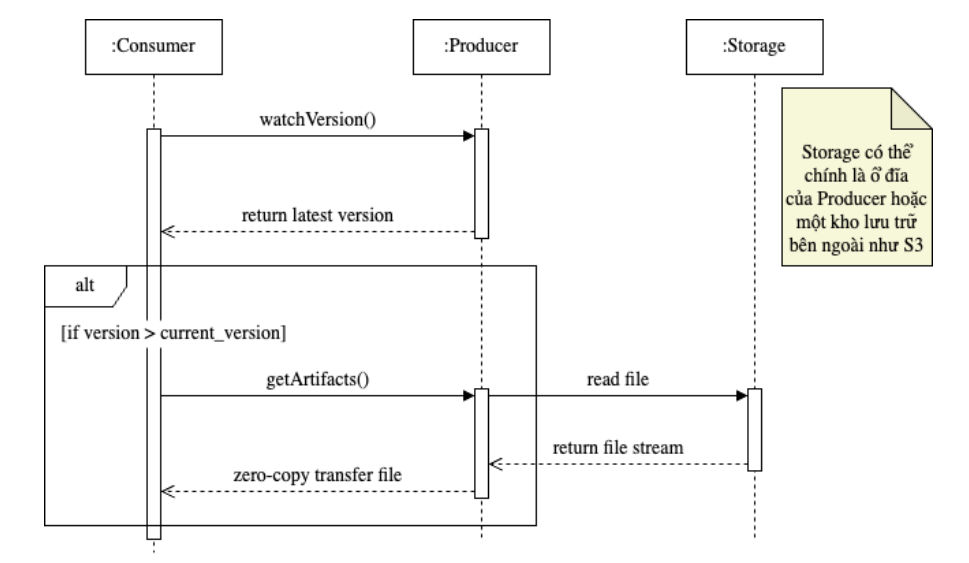 :Consumer
:Producer
:Storage
watchVersion()
Storage có thể
chính là ổ đĩa
của Producer hoặc
một kho lưu trữ
bên ngoài như S3
return latest version
alt
[if version > current_version]
getArtifacts()
read file
return file stream
zero-copy transfer file